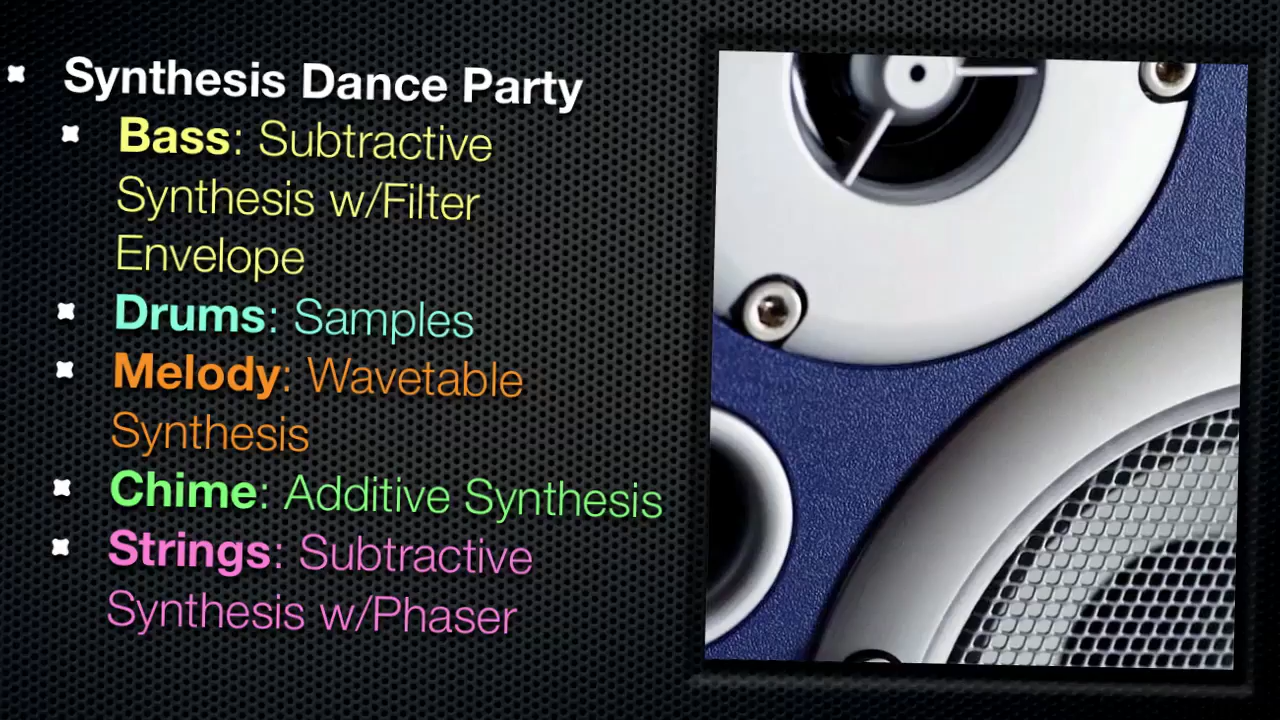 Synthesis Dance Party
Bass: Subtractive
Synthesis w/Filter
Envelope
Drums: Samples
Melody: Wavetable
Synthesis
Chime: Additive Synthesis
Strings: Subtractive
Synthesis w/Phaser